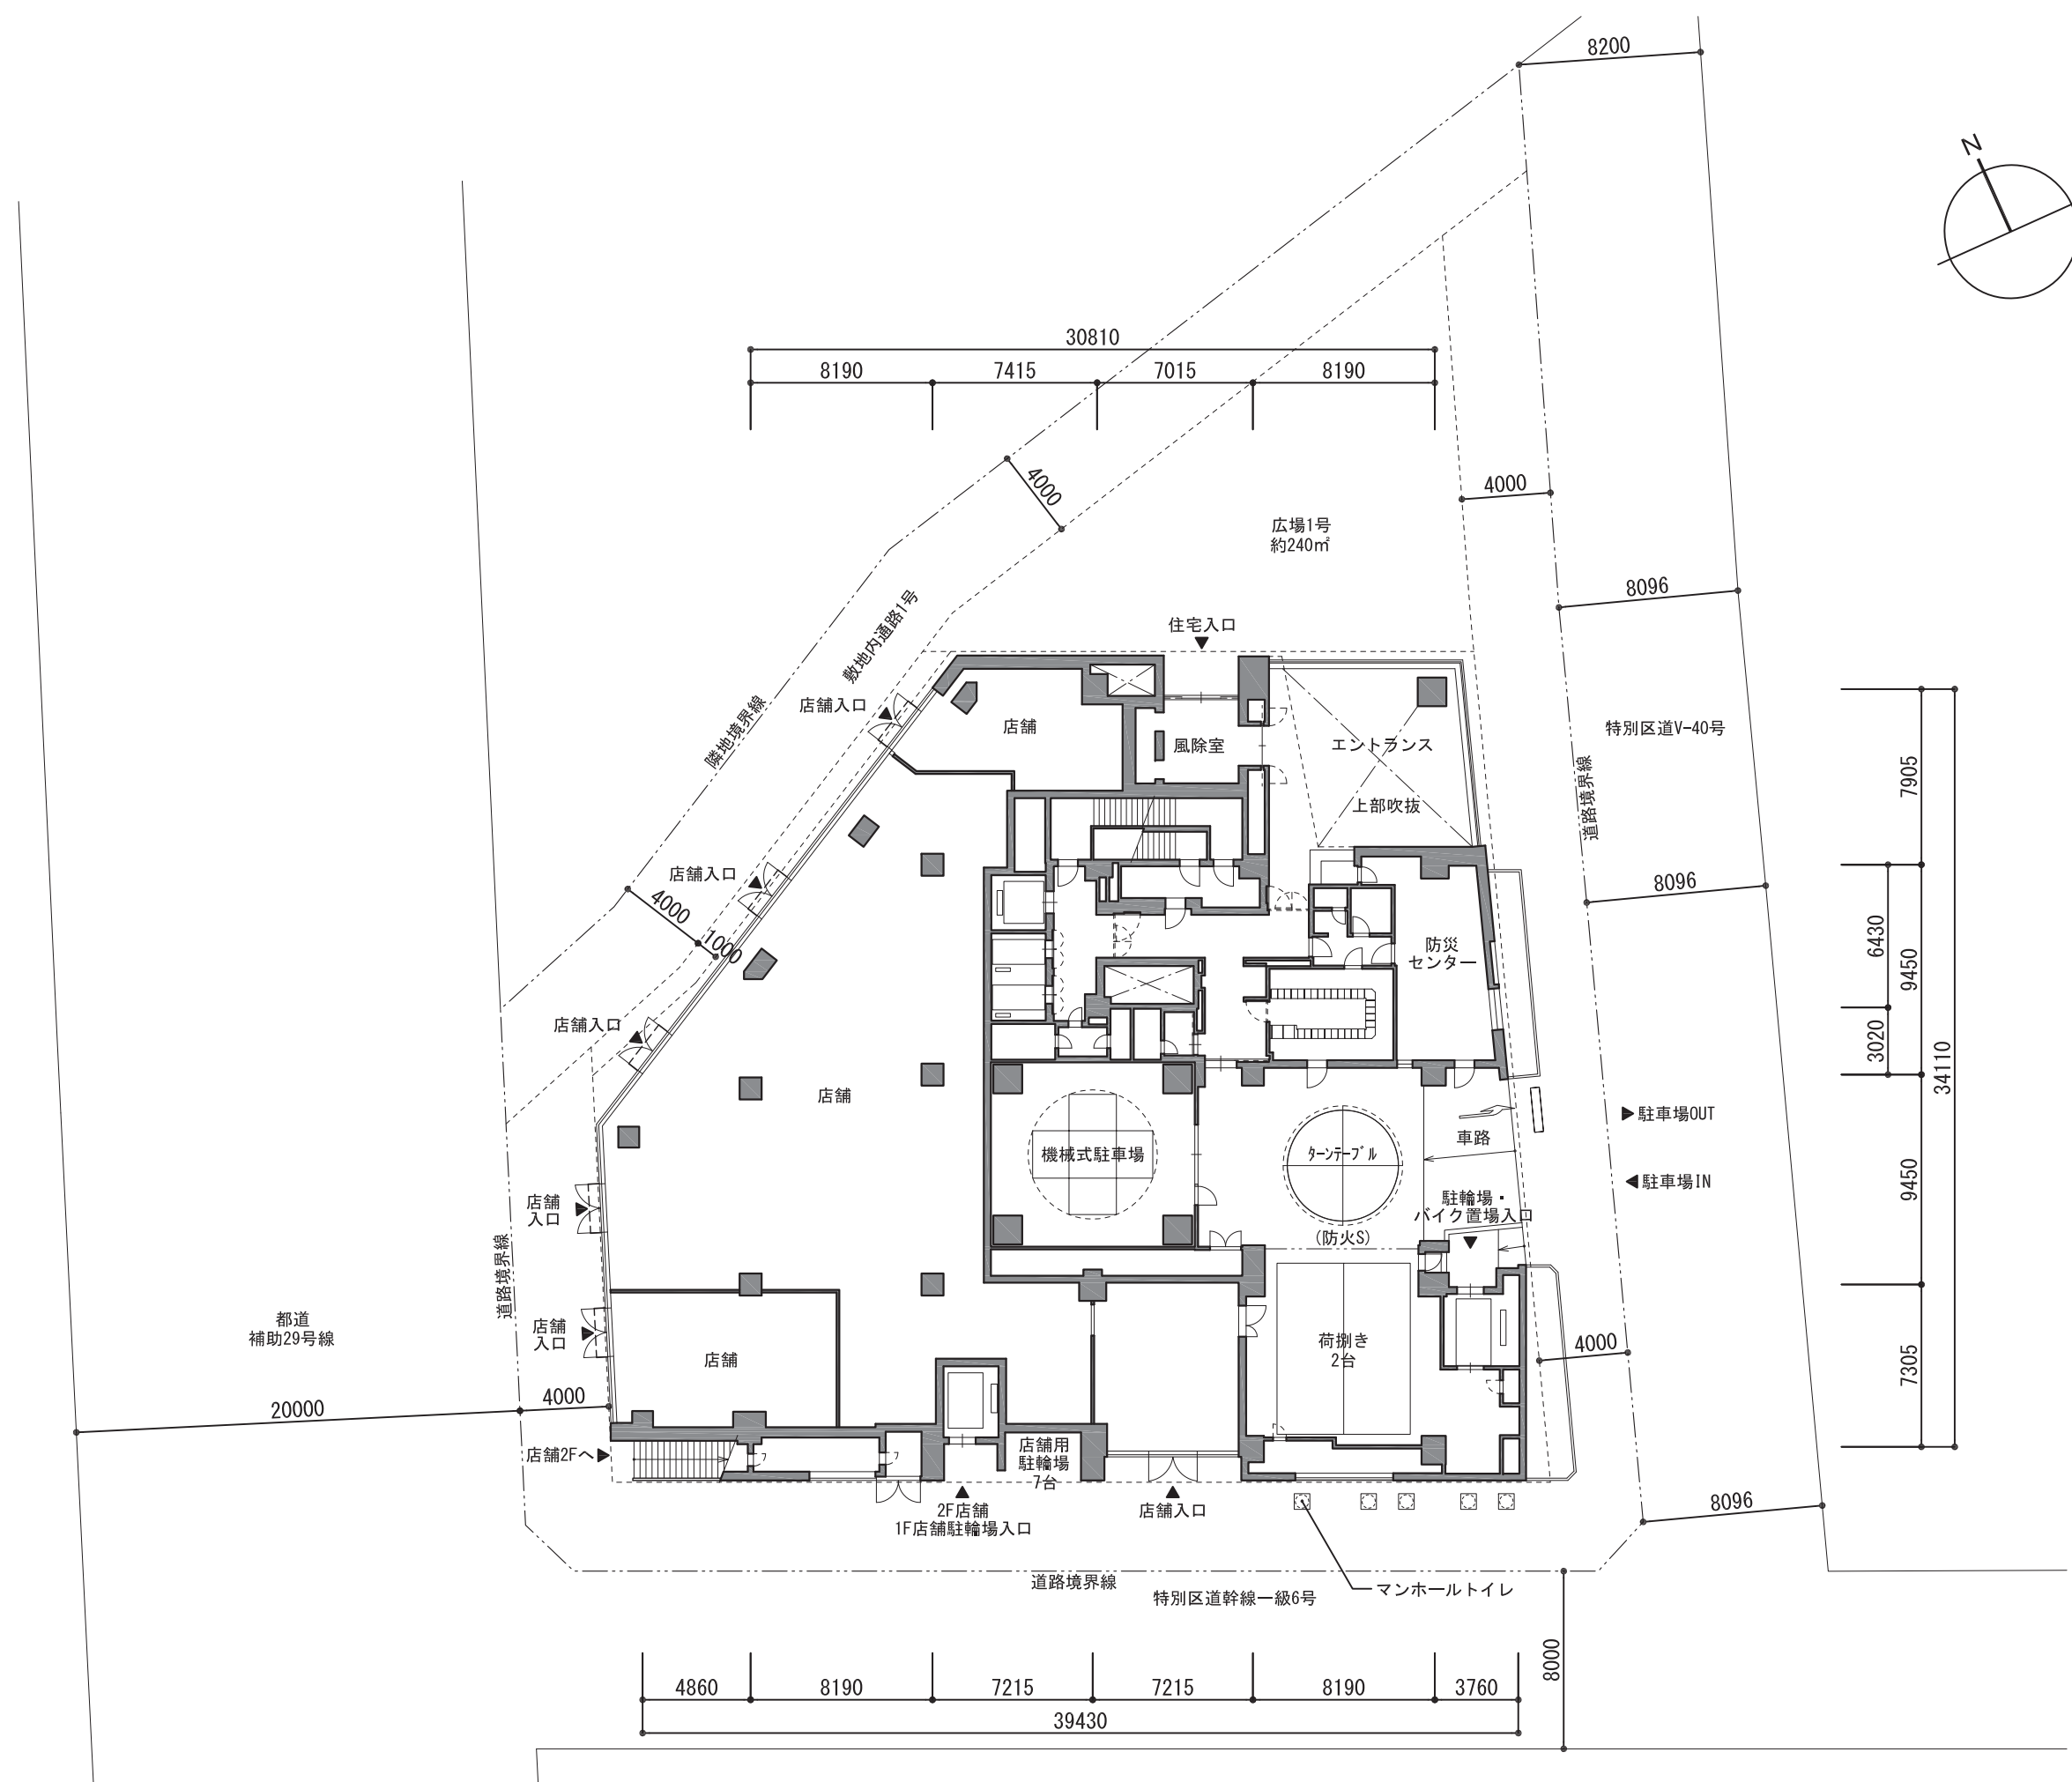 8200
N
30810
8190
7415
7015
8190
4000
4000
広場1号
約240㎡
8096
敷地内通路1号
住宅入口
隣地境界線
店舗入口
店舗
風除室
エントランス
特別区道V-40号
上部吹抜
道路境界線
7905
店舗入口
4000
1000
8096
防災
センター
6430
9450
3020
34110
店舗入口
店舗
機械式駐車場
ターンテーブル
車路
駐車場OUT
駐車場IN
9450
駐輪場・
バイク置場入口
(防火S)
店舗
入口
道路境界線
都道
補助29号線
店舗
入口
店舗
荷捌き
2台
4000
7305
20000
4000
店舗2Fへ
店舗用
駐輪場
7台
2F店舗
1F店舗駐輪場入口
店舗入口
8096
道路境界線
特別区道幹線一級6号
マンホールトイレ
8000
4860
8190
7215
7215
8190
3760
39430